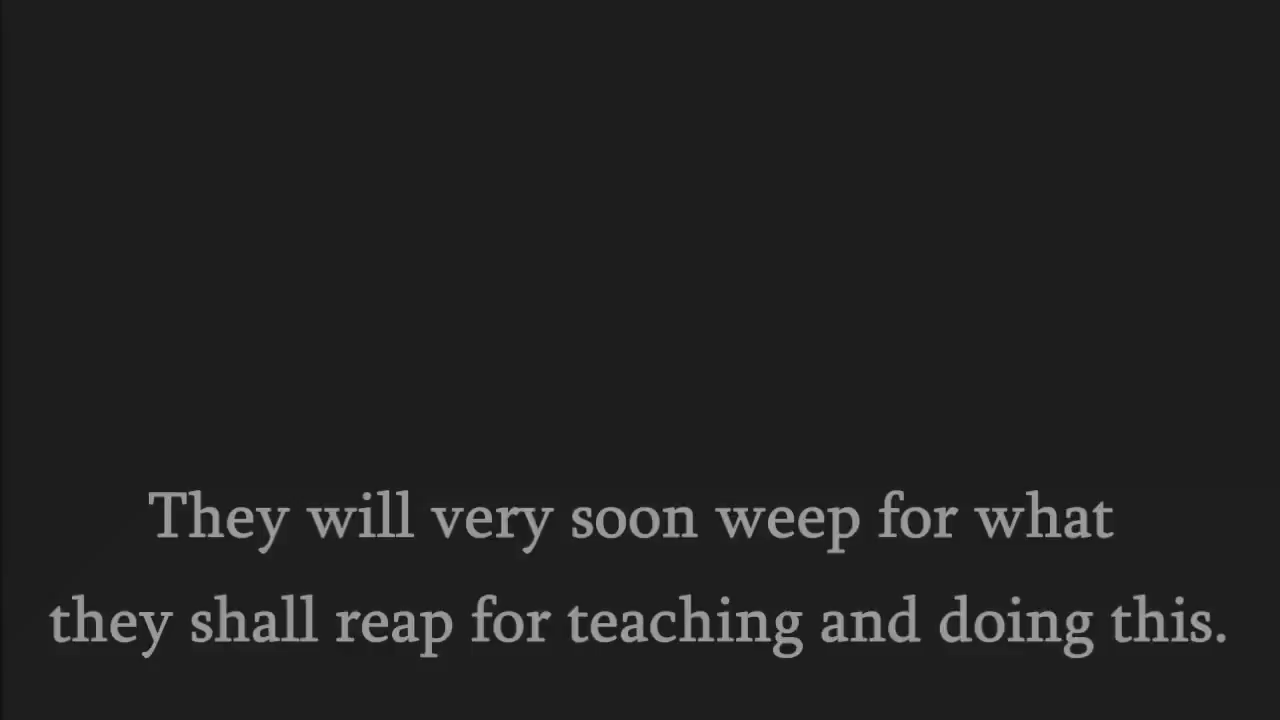 They will very soon weep for what
they shall reap for teaching and doing this.